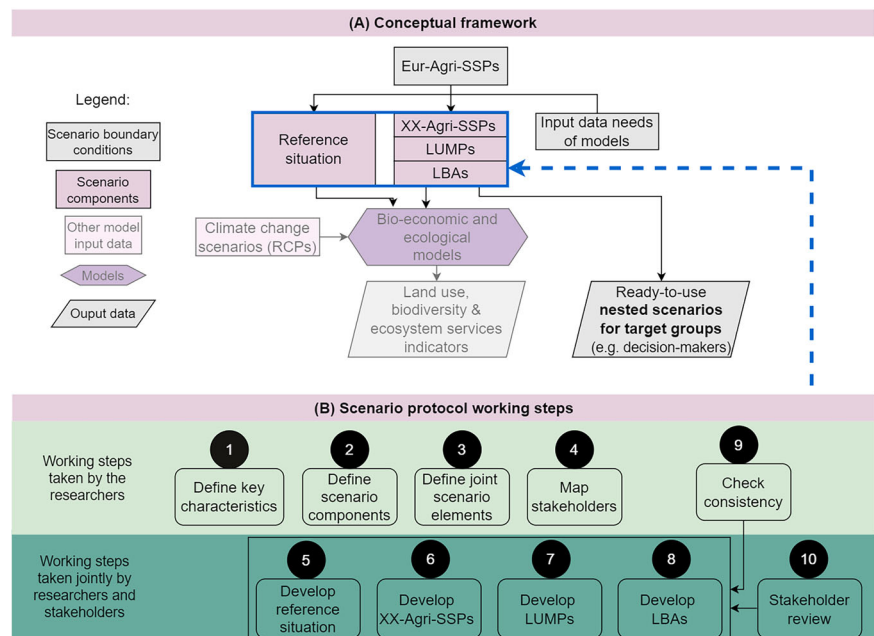 (A) Conceptual framework
Eur-Agri-SSPs
Legend:
Scenario boundary
conditions
Scenario
components
Other model
input data
Models
Ouput data
Reference
situation
XX-Agri-SSPs
LUMPs
LBAs
Input data needs
of models
Climate change
scenarios (RCPs)
Bio-economic and
ecological
models
Land use,
biodiversity &
ecosystem services
indicators
Ready-to-use
nested scenarios
for target groups
(e.g. decision-makers)
(B) Scenario protocol working steps
Working steps
taken by the
researchers
1
Define key
characteristics
2
Define
scenario
components
3
Define joint
scenario
elements
4
Map
stakeholders
9
Check
consistency
Working steps
taken jointly by
researchers and
stakeholders
5
Develop
reference
situation
6
Develop
XX-Agri-SSPs
7
Develop
LUMPs
8
Develop
LBAs
10
Stakeholder
review